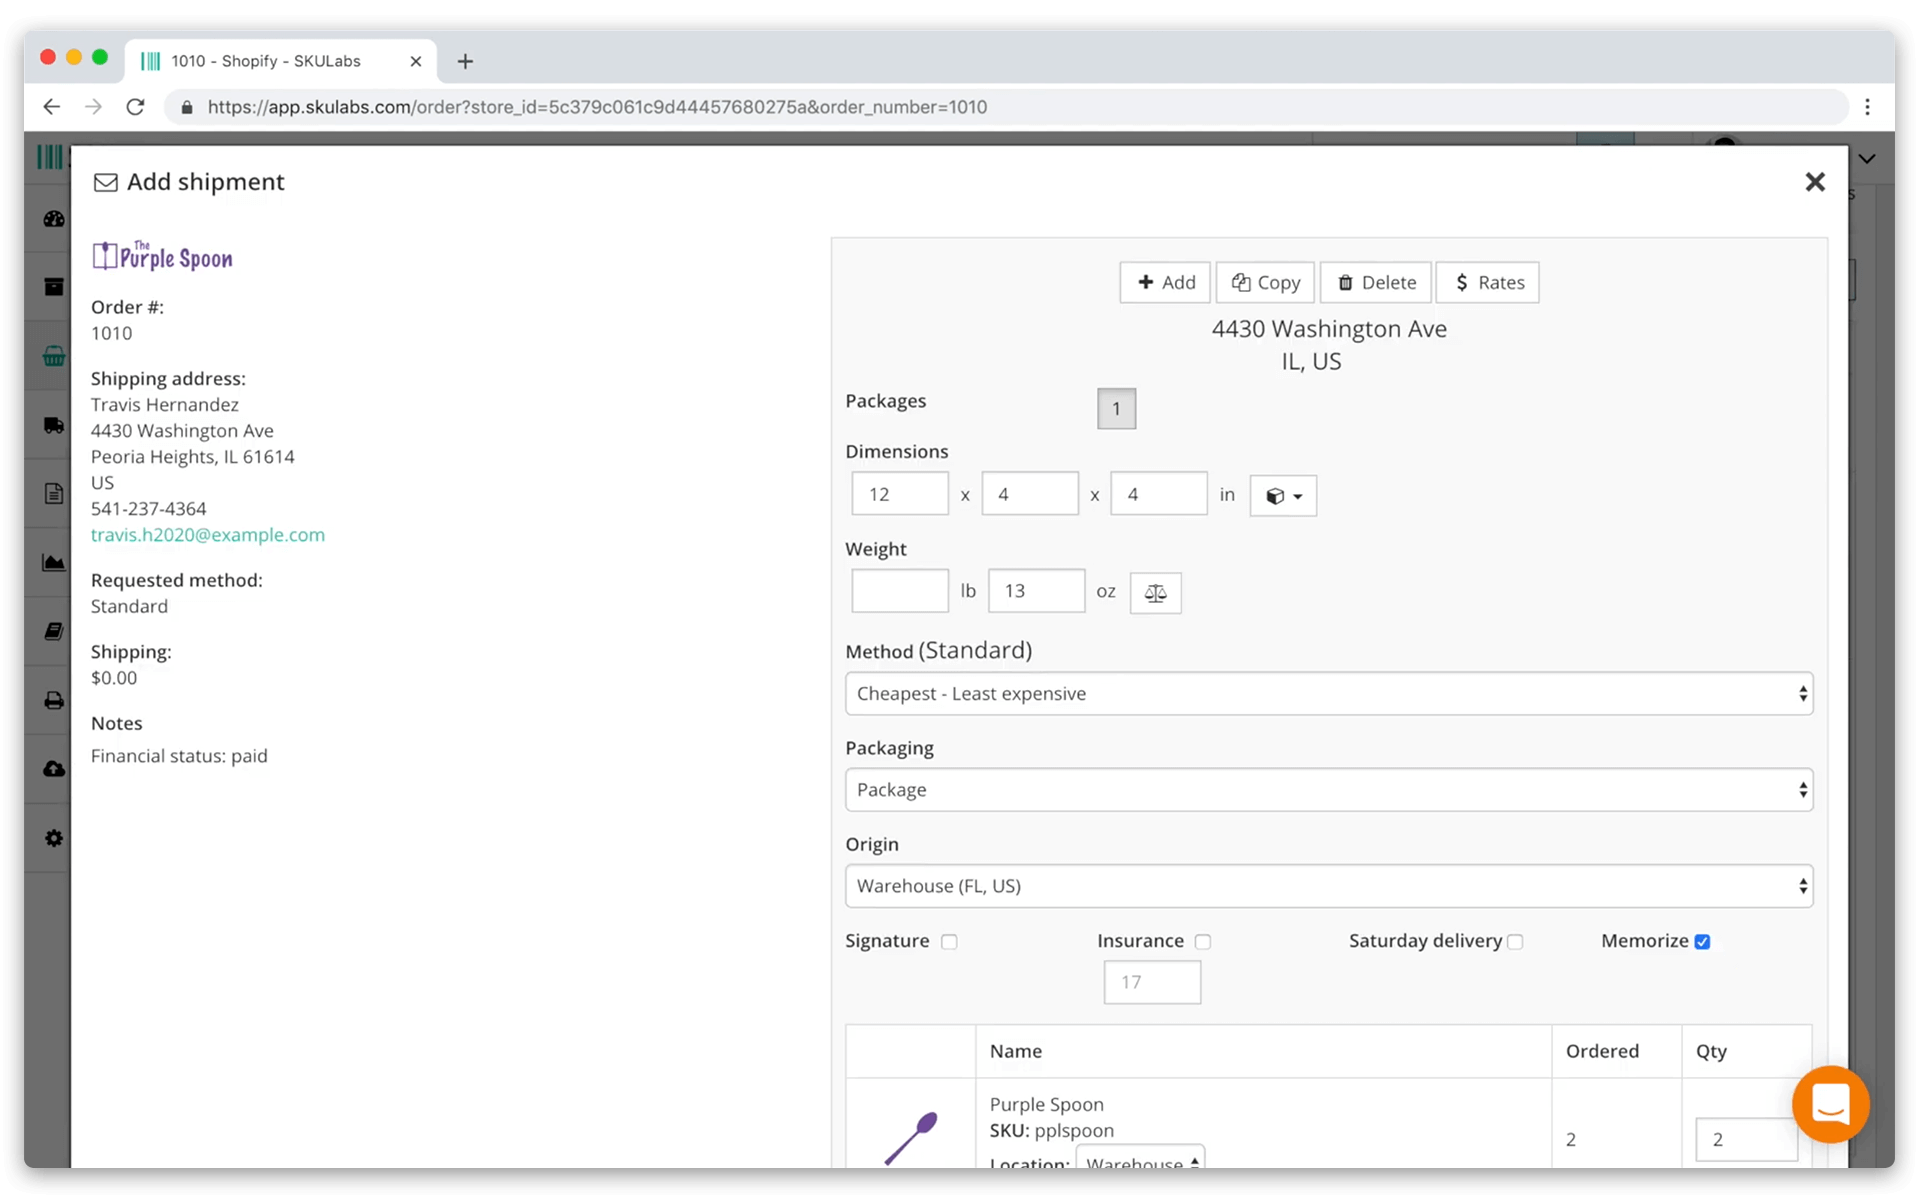 1010 - Shopify - SKULabs
https://app.skulabs.com/order?store_id=5c379c061c9d44457680275a&order_number=1010
Add shipment
The Purple Spoon
Order #:
1010
Shipping address:
Travis Hernandez
4430 Washington Ave
Peoria Heights, IL 61614
US
541-237-4364
travis.h2020@example.com
Requested method:
Standard
Shipping:
$0.00
Notes
Financial status: paid
Add Copy Delete $ Rates
4430 Washington Ave
IL, US
Packages 1
Dimensions
12 x 4 x 4 in
Weight
lb 13 oz
Method (Standard)
Cheapest - Least expensive
Packaging
Package
Origin
Warehouse (FL, US)
Signature Insurance Saturday delivery Memorize
17
Name Ordered Qty
Purple Spoon
SKU: pplspoon
2 2
Location: Warehouse